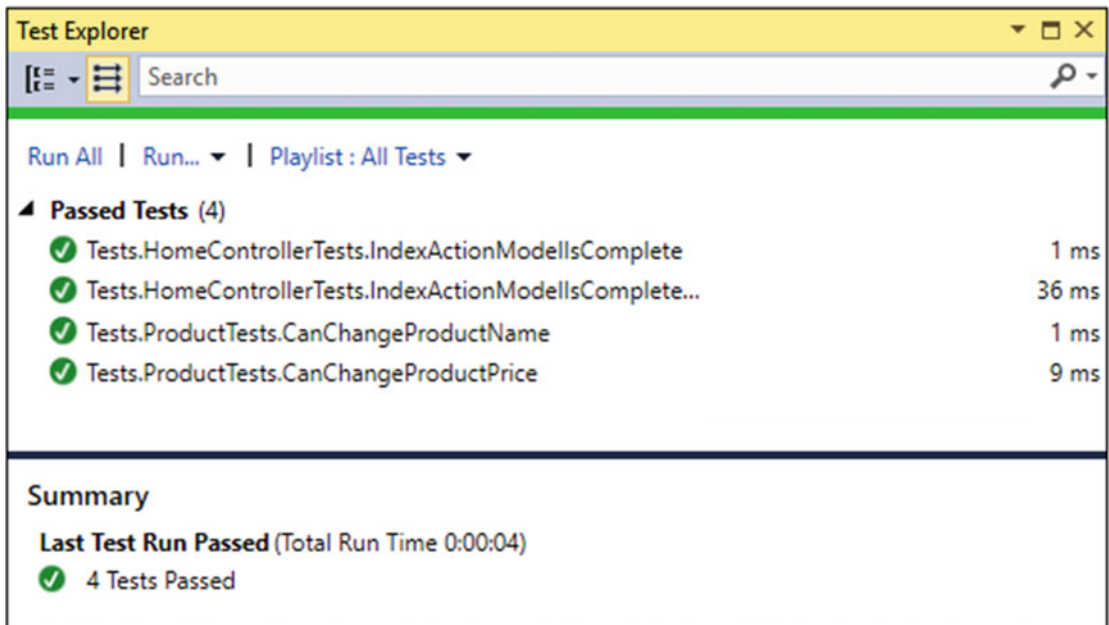 Test Explorer
Search
Run All | Run... | Playlist : All Tests
Passed Tests (4)
Tests.HomeControllerTests.IndexActionModelIsComplete 1 ms
Tests.HomeControllerTests.IndexActionModelIsComplete... 36 ms
Tests.ProductTests.CanChangeProductName 1 ms
Tests.ProductTests.CanChangeProductPrice 9 ms
Summary
Last Test Run Passed (Total Run Time 0:00:04)
4 Tests Passed